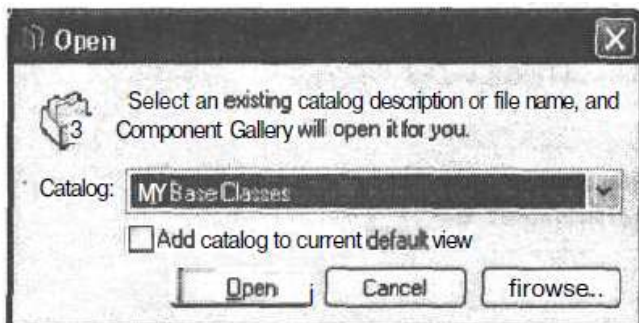 Open
Select an existing catalog description or file name, and
3
Component Gallery will open it for you.
Catalog: MY Base Classes
Add catalog to current default view
Open j Cancel firowse..